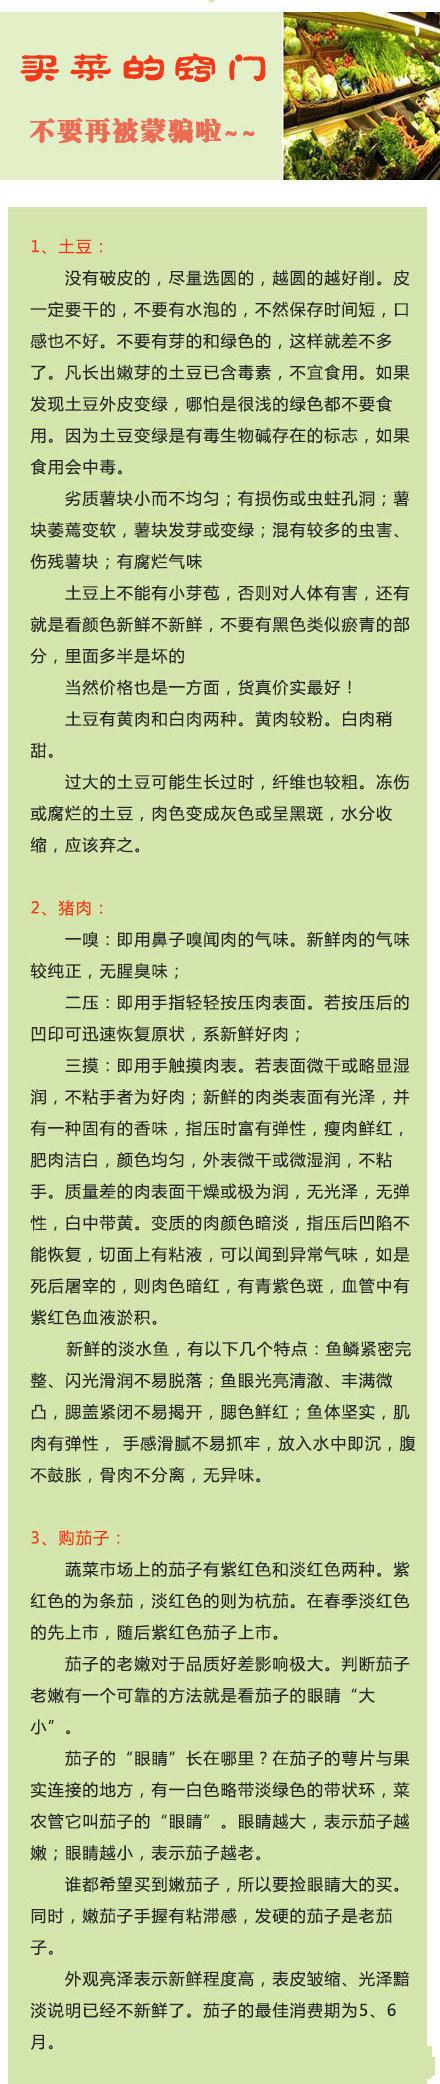 买菜的窍门
不要再被蒙骗啦~~
1、土豆：
没有破皮的，尽量选圆的，越圆的越好削。皮
一定要干的，不要有水泡的，不然保存时间短，口
感也不好。不要有芽的和绿色的，这样就差不多
了。凡长出嫩芽的土豆已含毒素，不宜食用。如果
发现土豆外皮变绿，哪怕是很浅的绿色都不要食
用。因为土豆变绿是有毒生物碱存在的标志，如果
食用会中毒。
劣质薯块小而不均匀；有损伤或虫蛀孔洞；薯
块萎蔫变软，薯块发芽或变绿；混有较多的虫害、
伤残薯块；有腐烂气味
土豆上不能有小芽苞，否则对人体有害，还有
就是看颜色新鲜不新鲜，不要有黑色类似瘀青的部
分，里面多半是坏的
当然价格也是一方面，货真价实最好！
土豆有黄肉和白肉两种。黄肉较粉。白肉稍
甜。
过大的土豆可能生长过时，纤维也较粗。冻伤
或腐烂的土豆，肉色变成灰色或呈黑斑，水分收
缩，应该弃之。
2、猪肉：
一嗅：即用鼻子嗅闻肉的气味。新鲜肉的气味
较纯正，无腥臭味；
二压：即用手指轻轻按压肉表面。若按压后的
凹印可迅速恢复原状，系新鲜好肉；
三摸：即用手触摸肉表。若表面微干或略显湿
润，不粘手者为好肉；新鲜的肉类表面有光泽，并
有一种固有的香味，指压时富有弹性，瘦肉鲜红，
肥肉洁白，颜色均匀，外表微干或微湿润，不粘
手。质量差的肉表面干燥或极为润，无光泽，无弹
性，白中带黄。变质的肉颜色暗淡，指压后凹陷不
能恢复，切面上有粘液，可以闻到异常气味，如是
死后屠宰的，则肉色暗红，有青紫色斑，血管中有
紫红色血液淤积。
新鲜的淡水鱼，有以下几个特点：鱼鳞紧密完
整、闪光滑润不易脱落；鱼眼光亮清澈、丰满微
凸，腮盖紧闭不易揭开，腮色鲜红；鱼体坚实，肌
肉有弹性， 手感滑腻不易抓牢，放入水中即沉，腹
不鼓胀，骨肉不分离，无异味。
3、购茄子：
蔬菜市场上的茄子有紫红色和淡红色两种。紫
红色的为条茄，淡红色的则为杭茄。在春季淡红色
的先上市，随后紫红色茄子上市。
茄子的老嫩对于品质好差影响极大。判断茄子
老嫩有一个可靠的方法就是看茄子的眼睛“大
小”。
茄子的“眼睛”长在哪里？在茄子的萼片与果
实连接的地方，有一白色略带淡绿色的带状环，菜
农管它叫茄子的“眼睛”。眼睛越大，表示茄子越
嫩；眼睛越小，表示茄子越老。
谁都希望买到嫩茄子，所以要捡眼睛大的买。
同时，嫩茄子手握有粘滞感，发硬的茄子是老茄
子。
外观亮泽表示新鲜程度高，表皮皱缩、光泽黯
淡说明已经不新鲜了。茄子的最佳消费期为5、6
月。